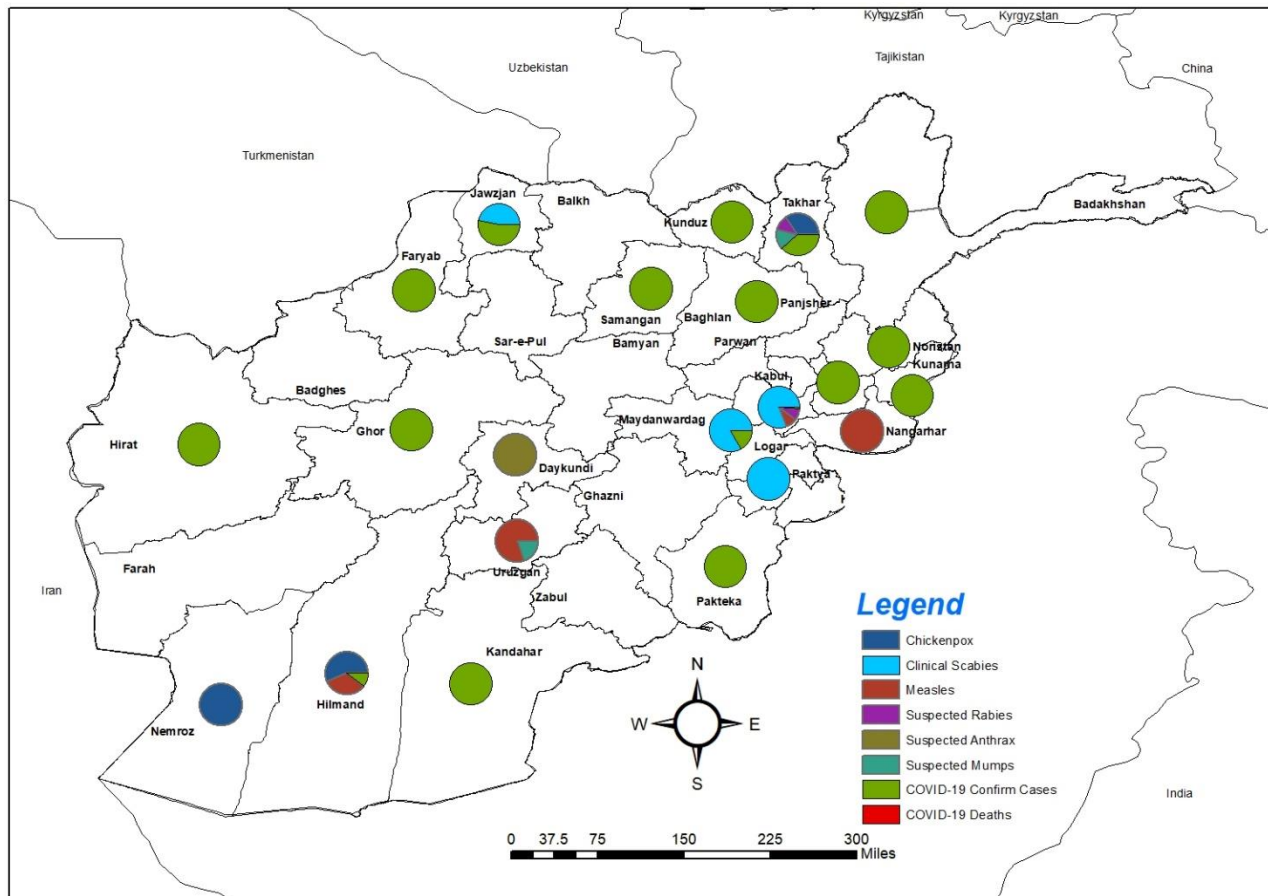 Kyrgyzstan
Kyrgyzstan
Uzbekistan
Tajikistan
China
Turkmenistan
Jawzjan
Balkh
Takhar
Badakhshan
Kunduz
Faryab
Samangan
Baghlan
Panjsher
Sar-e-Pul
Bamyan
Parwan
Kunarha
Badghes
Kabul
Maydanwardag
Hirat
Ghor
Nangarhar
Logar
Daykundi
Paktya
Ghazni
Farah
Uruzgan
Iran
Zabul
Pakteka
Kandahar
Hilmand
Nemroz
Legend
Chickenpox
Clinical Scabies
Measles
Suspected Rabies
Suspected Anthrax
Suspected Mumps
COVID-19 Confirm Cases
COVID-19 Deaths
N
W
E
S
India
0 37.5 75 150 225 300
Miles